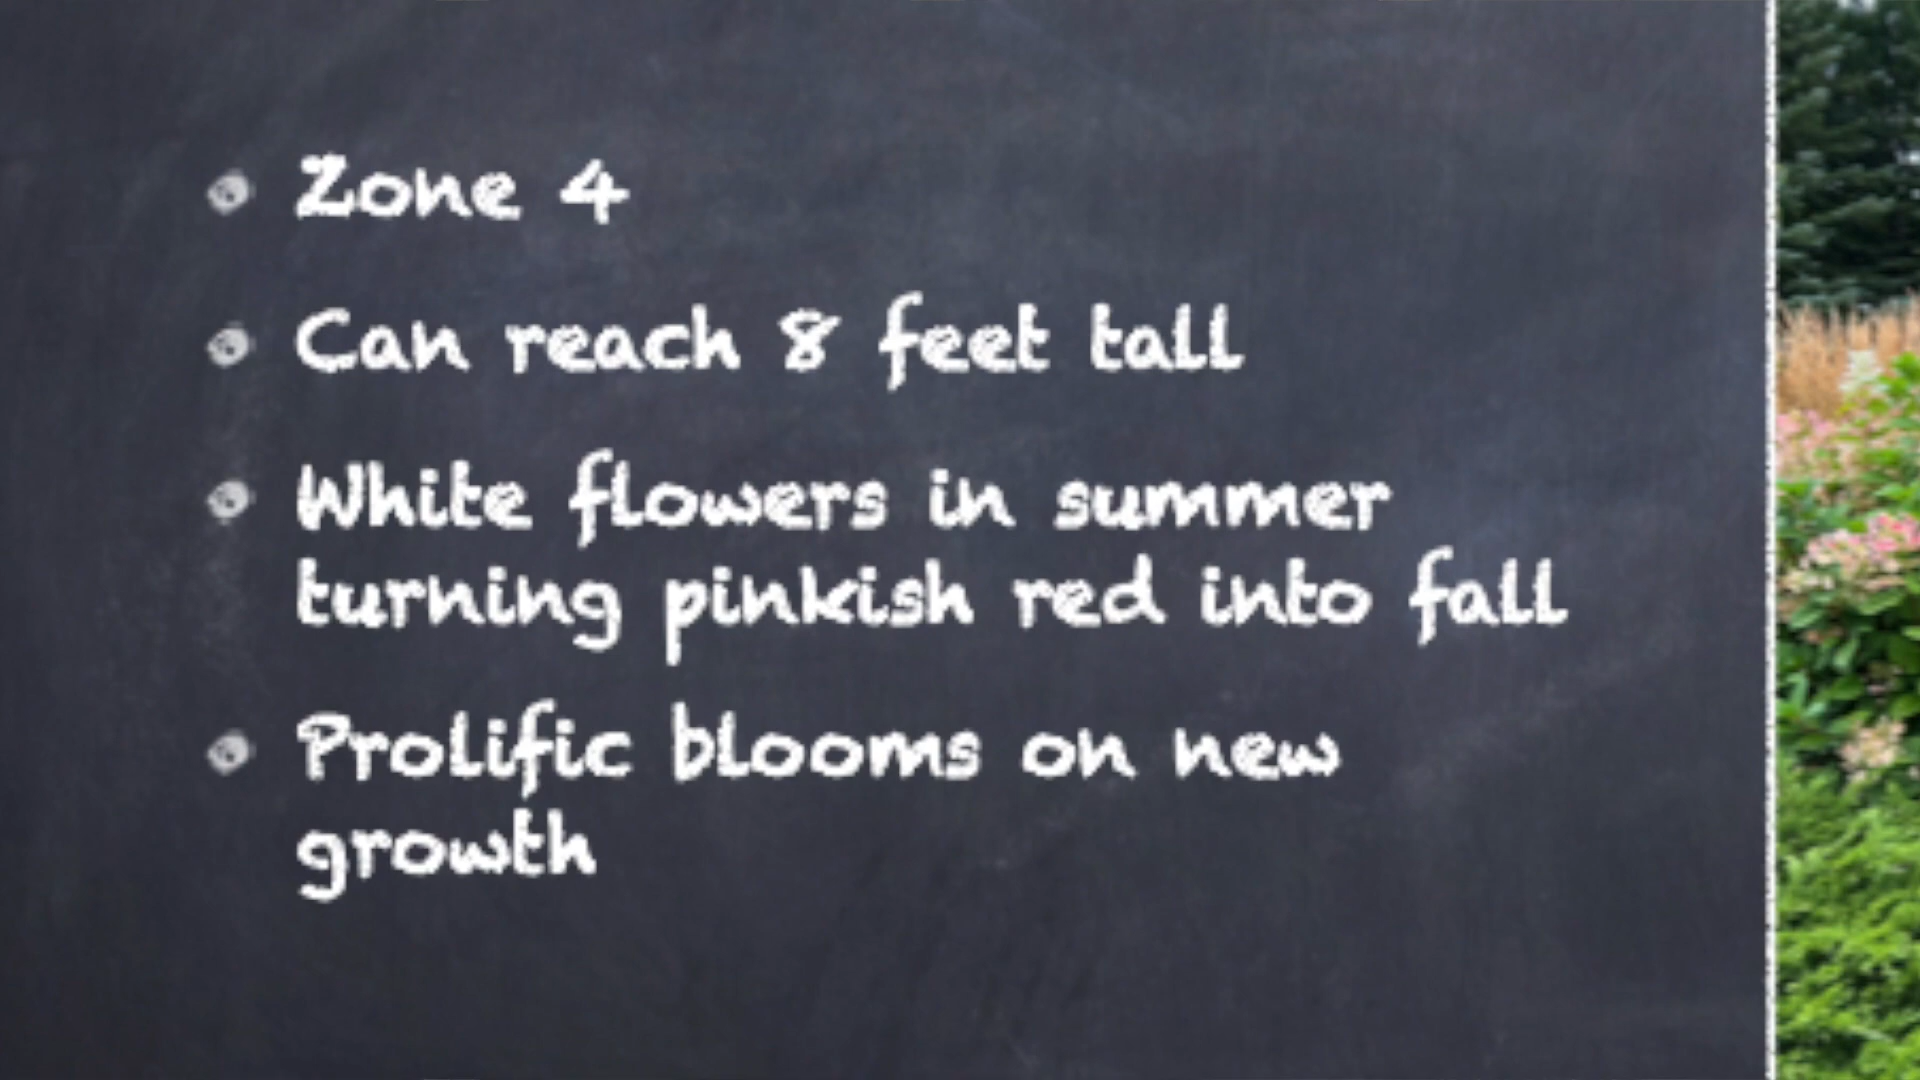 • Zone 4
• Can reach 8 feet tall
• White flowers in summer
turning pinkish red into fall
• Prolific blooms on new
growth